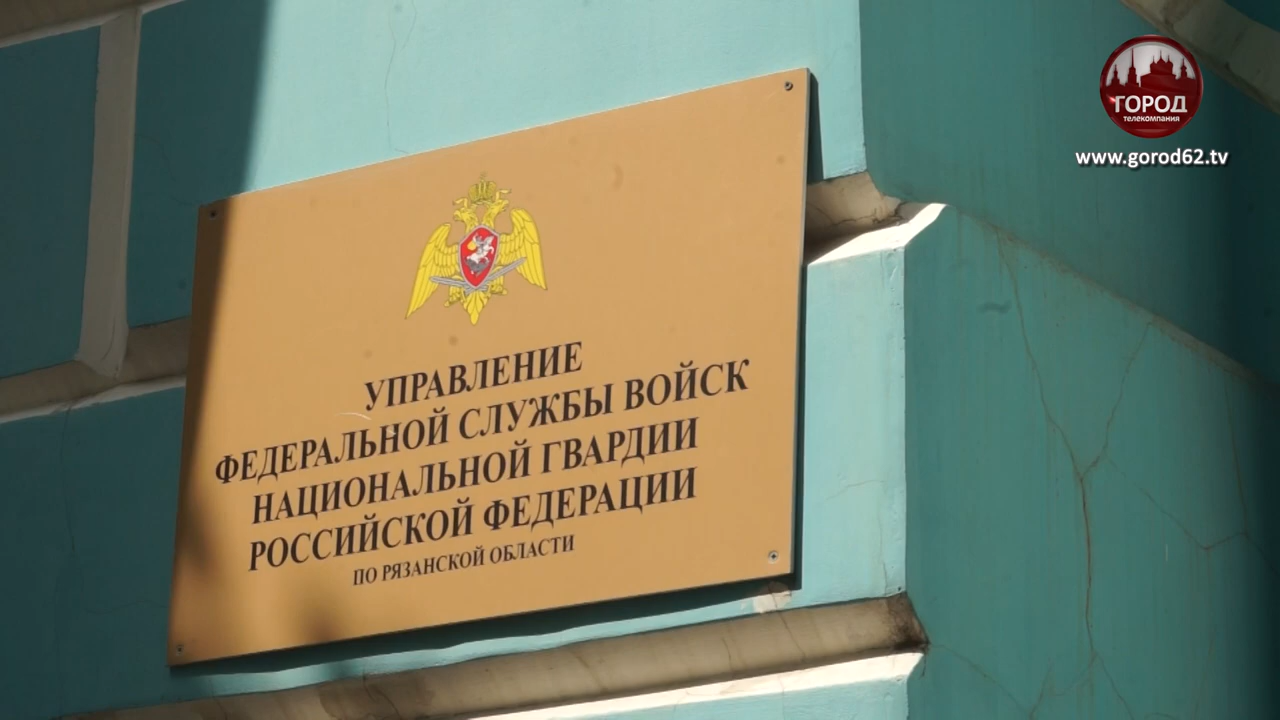 ГОРОД
телекомпания
www.gorod62.tv
УПРАВЛЕНИЕ
ФЕДЕРАЛЬНОЙ СЛУЖБЫ ВОЙСК
НАЦИОНАЛЬНОЙ ГВАРДИИ
РОССИЙСКОЙ ФЕДЕРАЦИИ
ПО РЯЗАНСКОЙ ОБЛАСТИ